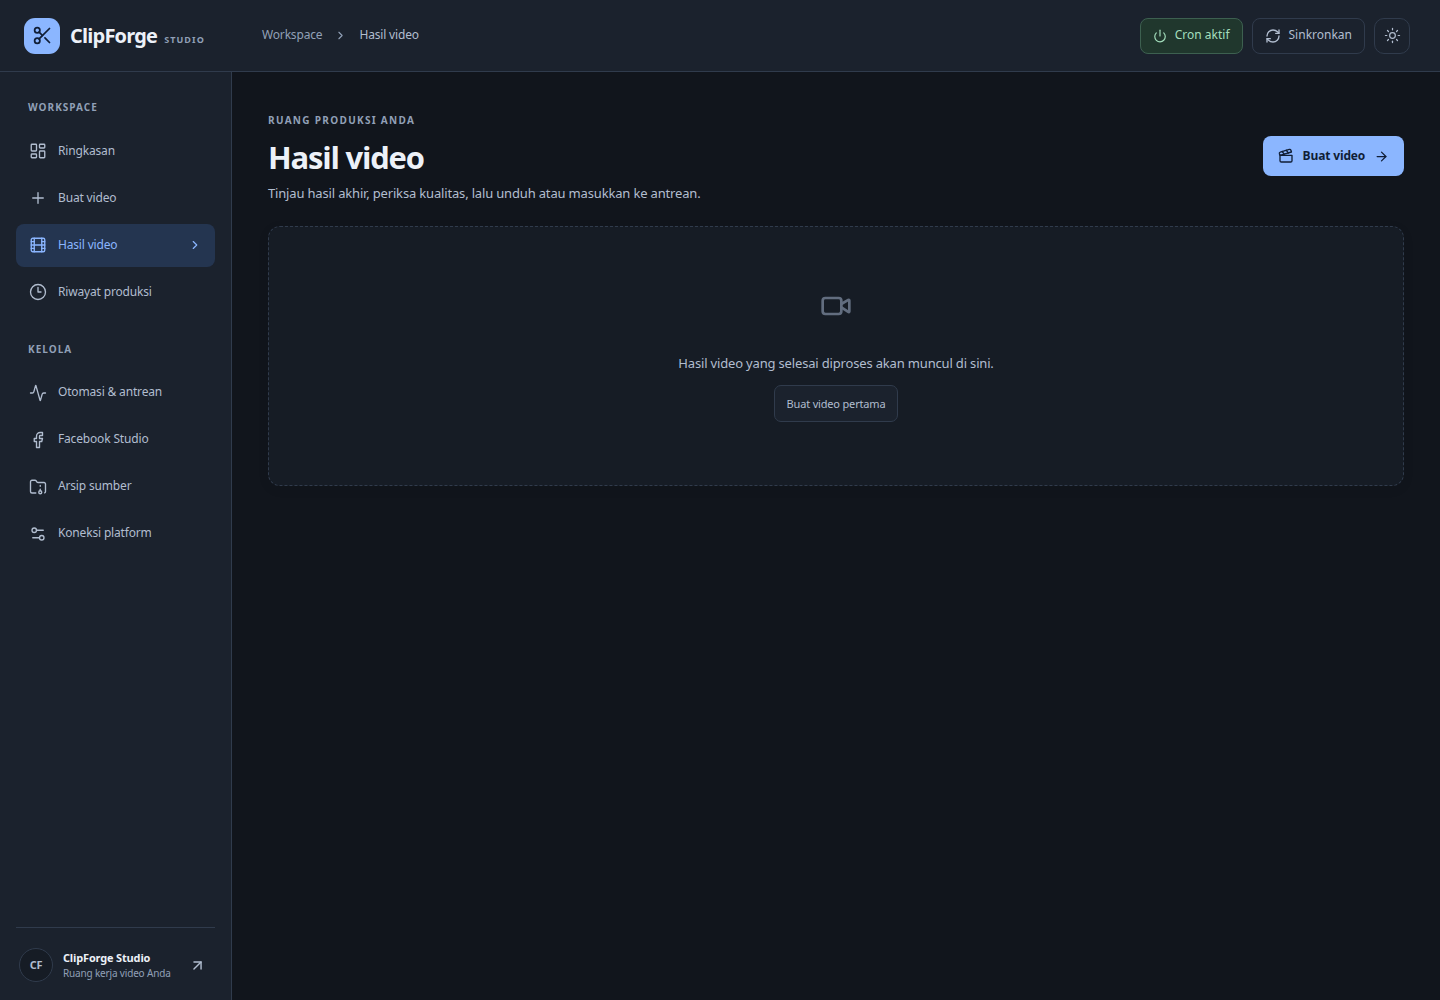 ClipForge STUDIO
Workspace
Hasil video
Cron aktif
Sinkronkan
WORKSPACE
Ringkasan
Buat video
Hasil video
Riwayat produksi
KELOLA
Otomasi & antrean
Facebook Studio
Arsip sumber
Koneksi platform
CF
ClipForge Studio
Ruang kerja video Anda
RUANG PRODUKSI ANDA
Hasil video
Tinjau hasil akhir, periksa kualitas, lalu unduh atau masukkan ke antrean.
Buat video
Hasil video yang selesai diproses akan muncul di sini.
Buat video pertama